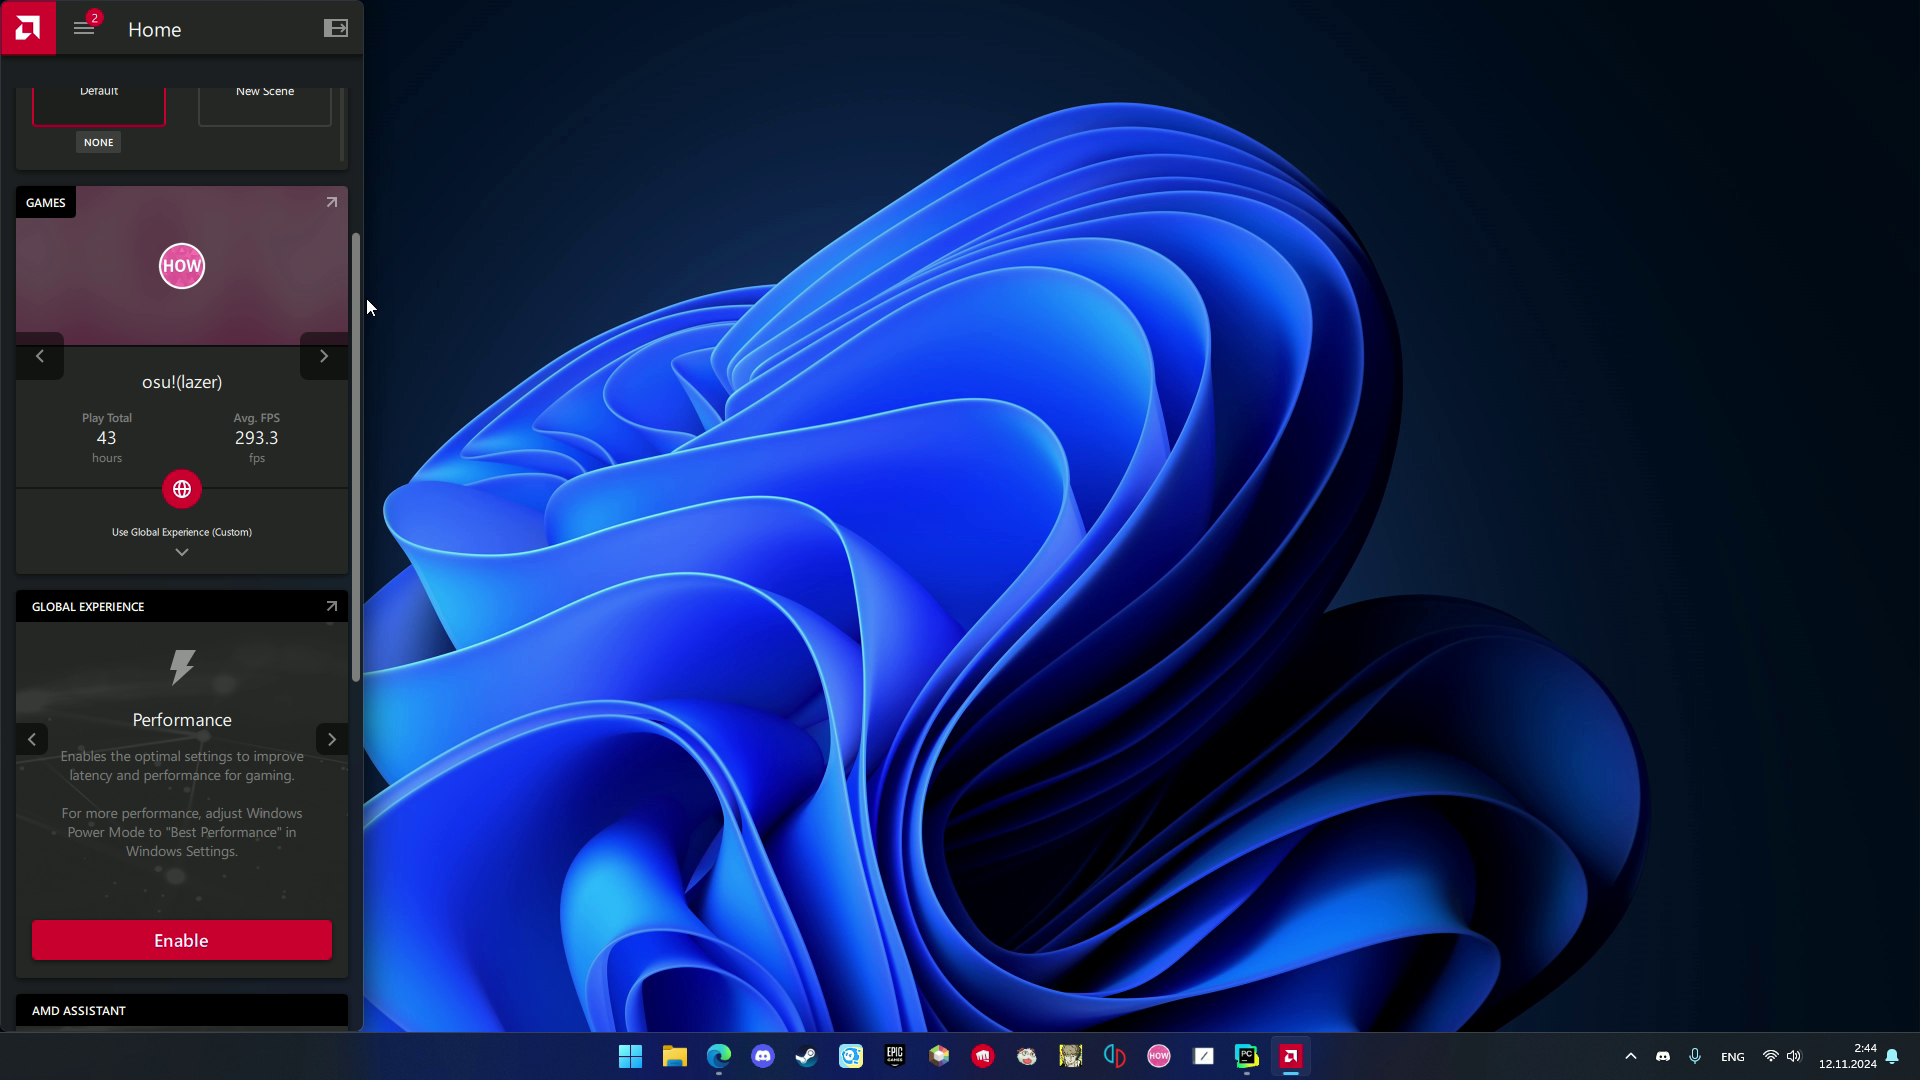 2
Home
Default
New Scene
NONE
GAMES
HOW
osu!(lazer)
Play Total
Avg. FPS
43
293.3
hours
fps
Use Global Experience (Custom)
GLOBAL EXPERIENCE
Performance
Enables the optimal settings to improve
latency and performance for gaming.
For more performance, adjust Windows
Power Mode to "Best Performance" in
Windows Settings.
Enable
AMD ASSISTANT
EPIC
GAMES
HOW
PC
ENG
2:44
12.11.2024